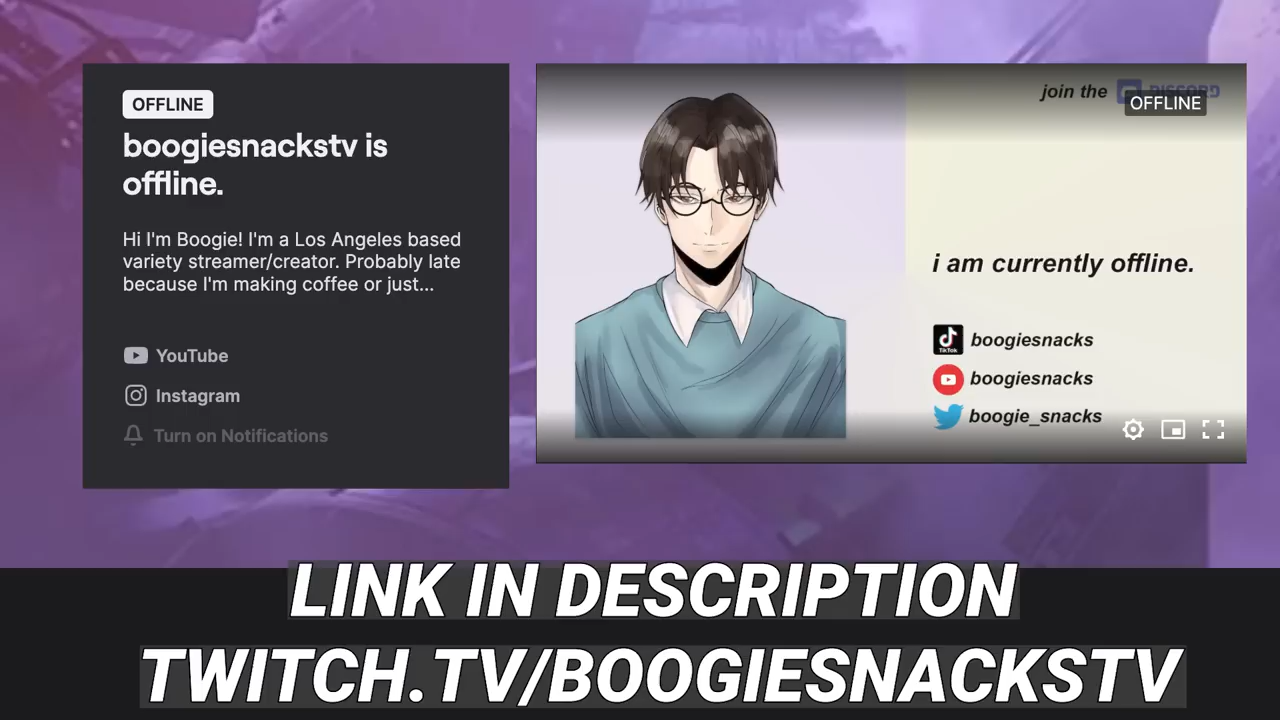 OFFLINE
boogiesnackstv is
offline.
Hi I'm Boogie! I'm a Los Angeles based
variety streamer/creator. Probably late
because I'm making coffee or just...
YouTube
Instagram
Turn on Notifications
join the DISCORD
OFFLINE
i am currently offline.
TikTok
boogiesnacks
boogiesnacks
boogie_snacks
LINK IN DESCRIPTION
TWITCH.TV/BOOGIESNACKSTV